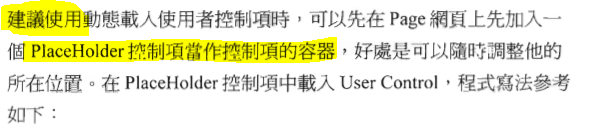 建議使用動態載入使用者控制項時，可以先在 Page 網頁上先加入一
個 PlaceHolder 控制項當作控制項的容器，好處是可以隨時調整他的
所在位置。在 PlaceHolder 控制項中載入 User Control，程式寫法參考
如下：